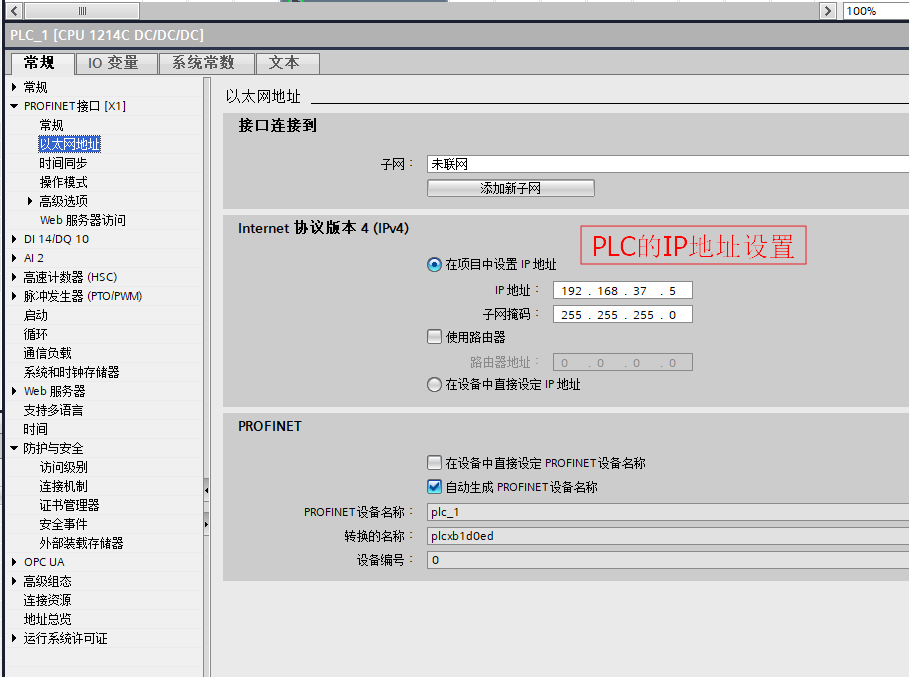 100%
PLC_1 [CPU 1214C DC/DC/DC]
常规 IO 变量 系统常数 文本
常规
PROFINET接口 [X1]
常规
以太网地址
时间同步
操作模式
高级选项
Web 服务器访问
DI 14/DQ 10
AI 2
高速计数器 (HSC)
脉冲发生器 (PTO/PWM)
启动
循环
通信负载
系统和时钟存储器
Web 服务器
支持多语言
时间
防护与安全
访问级别
连接机制
证书管理器
安全事件
外部装载存储器
OPC UA
高级组态
连接资源
地址总览
运行系统许可证
以太网地址
接口连接到
子网： 未联网
添加新子网
Internet 协议版本 4 (IPv4)
PLC的IP地址设置
在项目中设置 IP 地址
IP 地址： 192 . 168 . 37 . 5
子网掩码： 255 . 255 . 255 . 0
使用路由器
路由器地址： 0 . 0 . 0 . 0
在设备中直接设定 IP 地址
PROFINET
在设备中直接设定 PROFINET设备名称
自动生成 PROFINET设备名称
PROFINET设备名称： plc_1
转换的名称： plcxb1d0ed
设备编号： 0